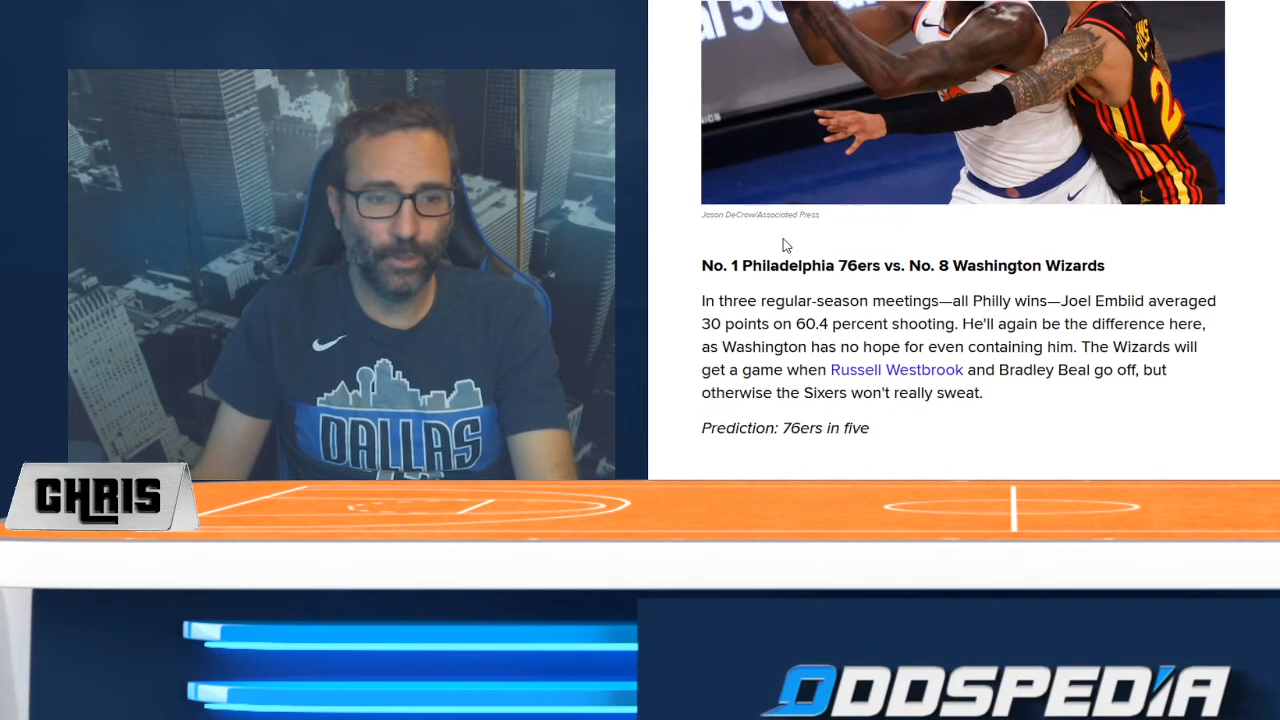 Jason DeCrow/Associated Press
No. 1 Philadelphia 76ers vs. No. 8 Washington Wizards
In three regular-season meetings—all Philly wins—Joel Embiid averaged
30 points on 60.4 percent shooting. He'll again be the difference here,
as Washington has no hope for even containing him. The Wizards will
get a game when Russell Westbrook and Bradley Beal go off, but
otherwise the Sixers won't really sweat.
Prediction: 76ers in five
DALLAS
CHRIS
2
ODDSPEDIA